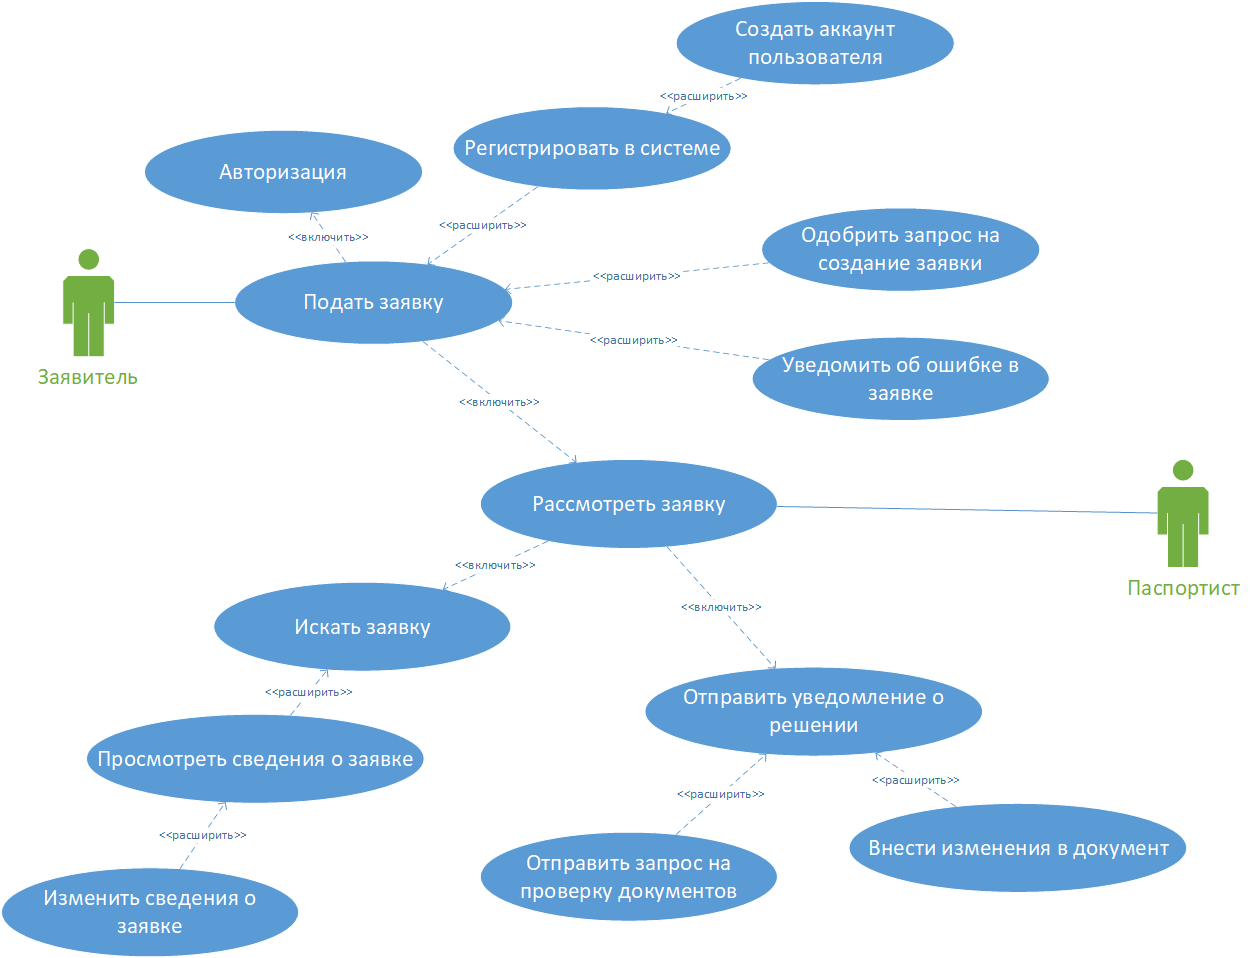 Создать аккаунт
пользователя
<<расширить>>
Регистрировать в системе
Авторизация
<<расширить>>
<<включить>>
Одобрить запрос на
создание заявки
<<расширить>>
Подать заявку
<<расширить>>
Уведомить об ошибке в
заявке
Заявитель
<<включить>>
Рассмотреть заявку
Паспортист
<<включить>>
<<включить>>
Искать заявку
<<расширить>>
Отправить уведомление о
решении
Просмотреть сведения о заявке
<<расширить>>
<<расширить>>
<<расширить>>
Внести изменения в документ
Отправить запрос на
проверку документов
Изменить сведения о
заявке